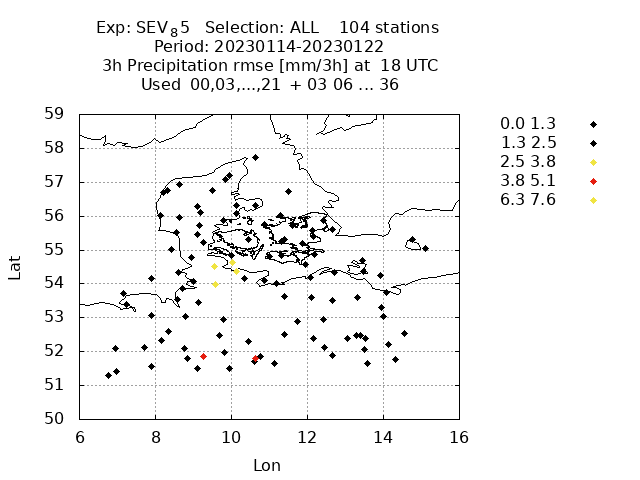 Exp: SEV₈5 Selection: ALL 104 stations
Period: 20230114-20230122
3h Precipitation rmse [mm/3h] at 18 UTC
Used 00,03,...,21 + 03 06 ... 36
0.0 1.3
1.3 2.5
2.5 3.8
3.8 5.1
6.3 7.6
59
58
57
56
55
54
53
52
51
50
Lat
6 8 10 12 14 16
Lon